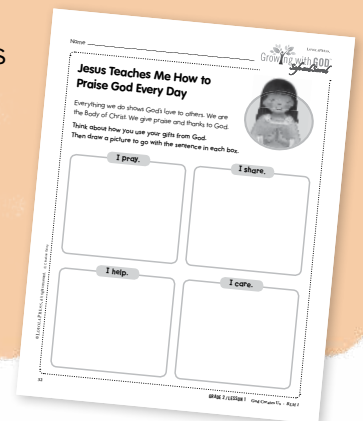 s
Name
Growing with GOD
Jesus Teaches Me How to
Praise God Every Day
Everything we do shows God's love to others. We are
the Body of Christ. We give praise and thanks to God.
Think about how you use your gifts from God.
Then draw a picture to go with the sentence in each box.
I pray.
I share.
I help.
I care.
GRADE 2 / LESSON 1